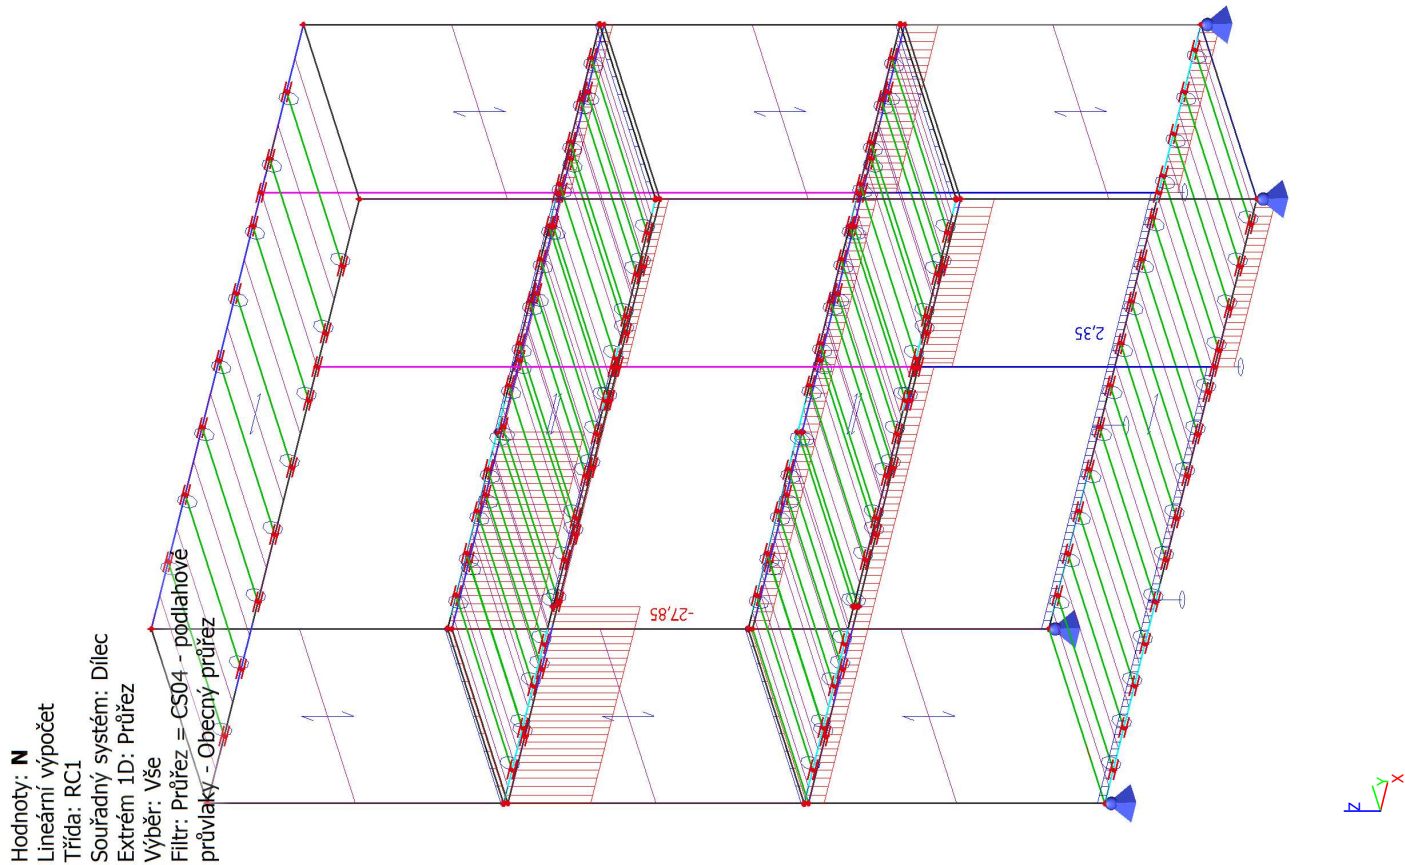 Hodnoty: N
Lineární výpočet
Třída: RC1
Souřadný systém: Dílec
Extrém 1D: Průřez
Výběr: Vše
Filtr: Průřez = CS04 - podlahové
průvlaky - Obecný průřez
2,35
-27,85
Z
Y
X